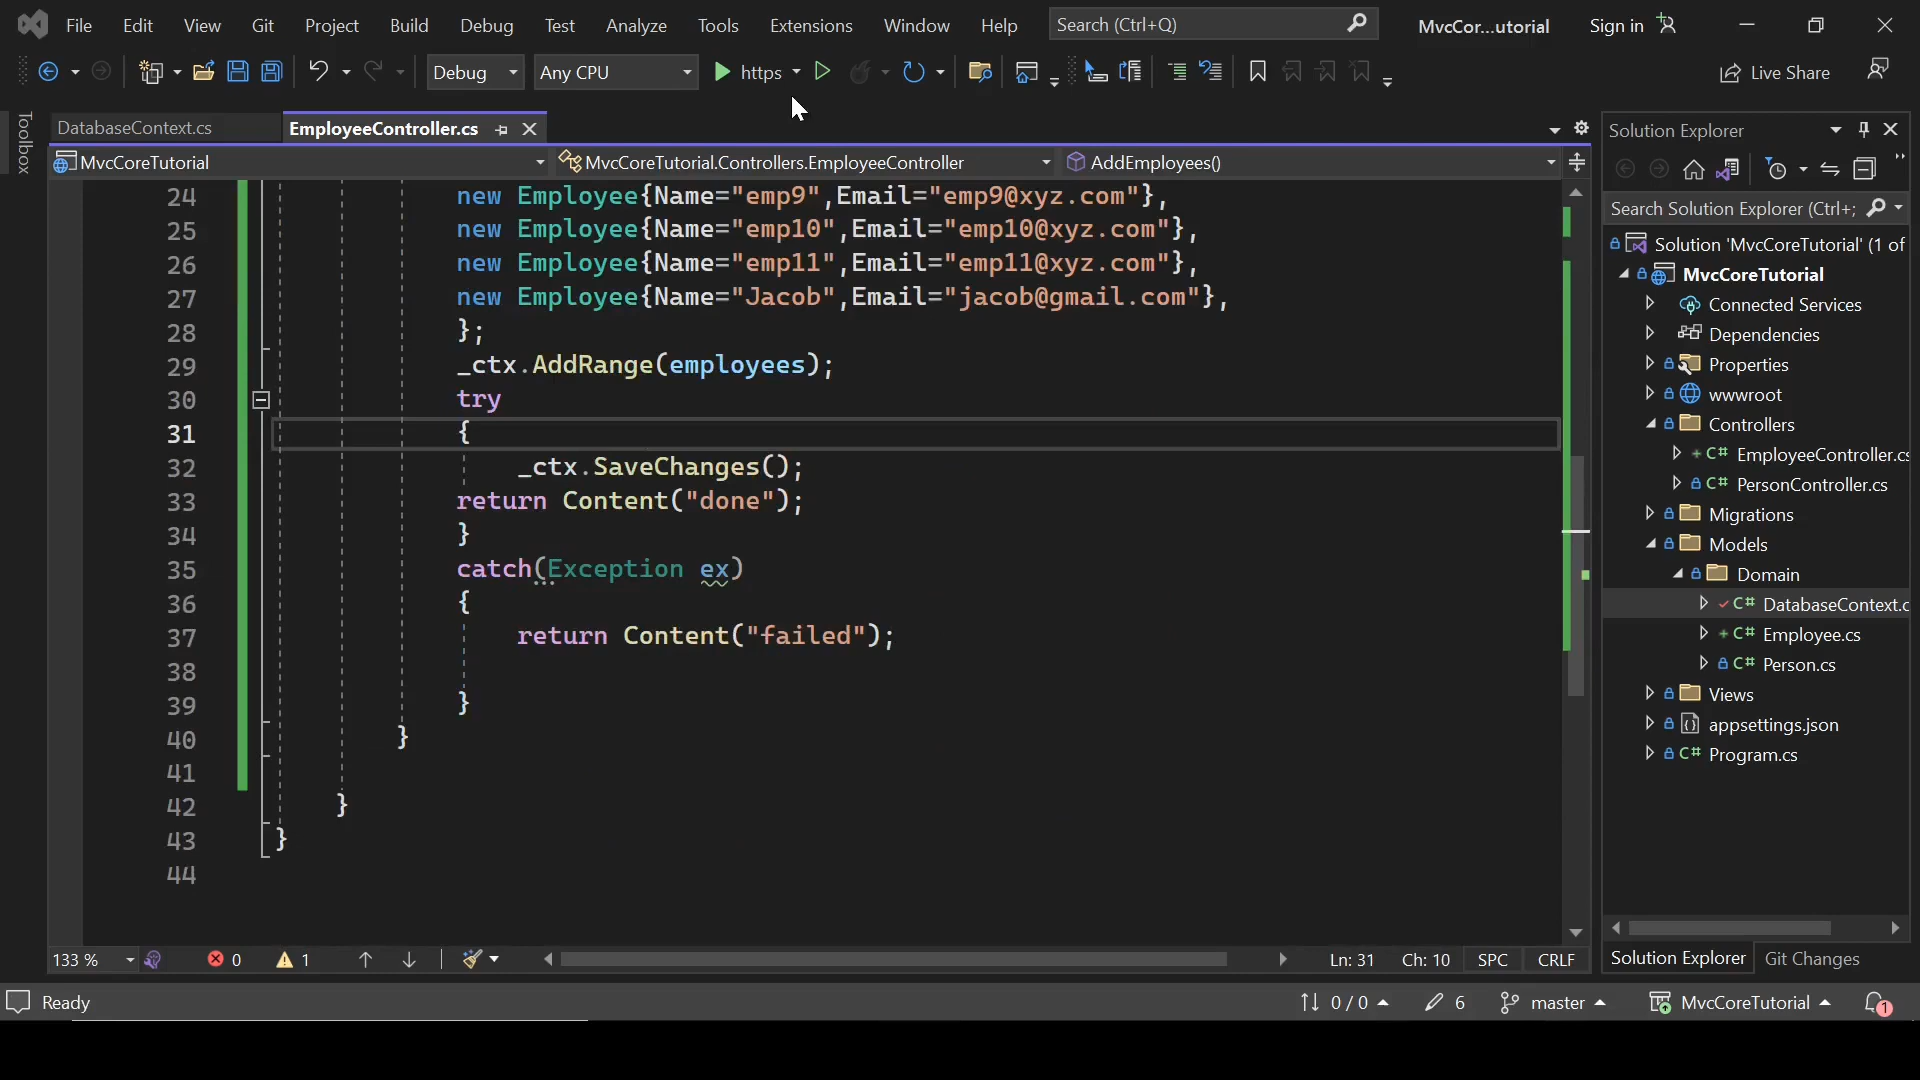 File Edit View Git Project Build Debug Test Analyze Tools Extensions Window Help Search (Ctrl+Q) MvcCor...utorial Sign in
Debug Any CPU https Live Share
Toolbox
DatabaseContext.cs EmployeeController.cs
MvcCoreTutorial MvcCoreTutorial.Controllers.EmployeeController AddEmployees()
24 new Employee{Name="emp9",Email="emp9@xyz.com"},
25 new Employee{Name="emp10",Email="emp10@xyz.com"},
26 new Employee{Name="emp11",Email="emp11@xyz.com"},
27 new Employee{Name="Jacob",Email="jacob@gmail.com"},
28 };
29 _ctx.AddRange(employees);
30 try
31 {
32 _ctx.SaveChanges();
33 return Content("done");
34 }
35 catch(Exception ex)
36 {
37 return Content("failed");
38
39 }
40 }
41
42 }
43 }
44
133 % 0 1 Ln: 31 Ch: 10 SPC CRLF
Solution Explorer
Search Solution Explorer (Ctrl+;
Solution 'MvcCoreTutorial' (1 of
MvcCoreTutorial
Connected Services
Dependencies
Properties
wwwroot
Controllers
C# EmployeeController.cs
C# PersonController.cs
Migrations
Models
Domain
C# DatabaseContext.c
C# Employee.cs
C# Person.cs
Views
appsettings.json
C# Program.cs
Solution Explorer Git Changes
Ready 0 / 0 6 master MvcCoreTutorial 1